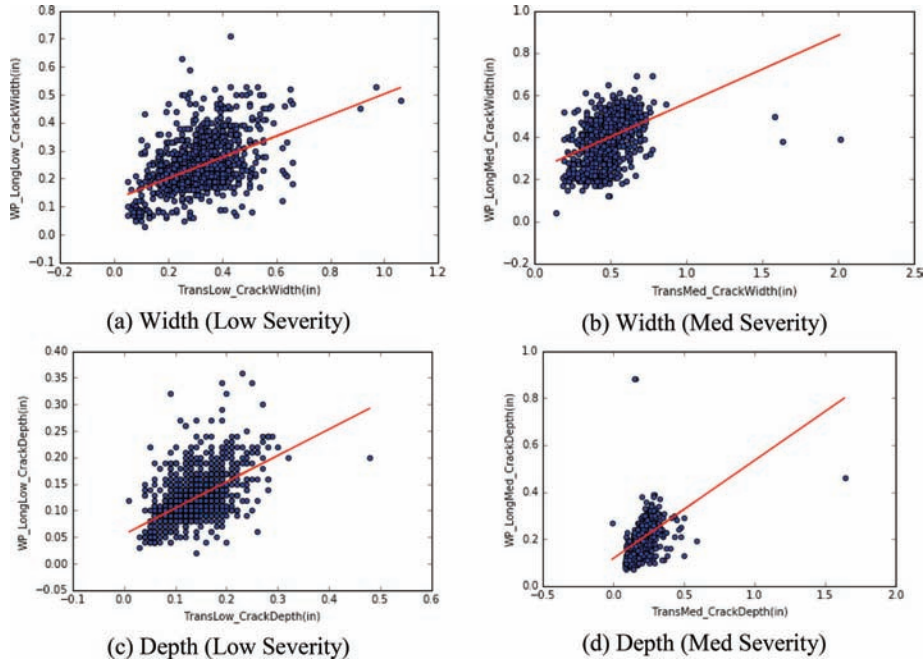 0.8
0.7
0.6
0.5
0.4
0.3
0.2
0.1
0.0
−0.1
WP_LongLow_CrackWidth(in)
−0.2 0.0 0.2 0.4 0.6 0.8 1.0 1.2
TransLow_CrackWidth(in)
(a) Width (Low Severity)
1.0
0.8
0.6
0.4
0.2
0.0
−0.2
WP_LongMed_CrackWidth(in)
0.0 0.5 1.0 1.5 2.0 2.5
TransMed_CrackWidth(in)
(b) Width (Med Severity)
0.40
0.35
0.30
0.25
0.20
0.15
0.10
0.05
0.00
−0.05
WP_LongLow_CrackDepth(in)
−0.1 0.0 0.1 0.2 0.3 0.4 0.5 0.6
TransLow_CrackDepth(in)
(c) Depth (Low Severity)
1.0
0.8
0.6
0.4
0.2
0.0
WP_LongMed_CrackDepth(in)
−0.5 0.0 0.5 1.0 1.5 2.0
TransMed_CrackDepth(in)
(d) Depth (Med Severity)